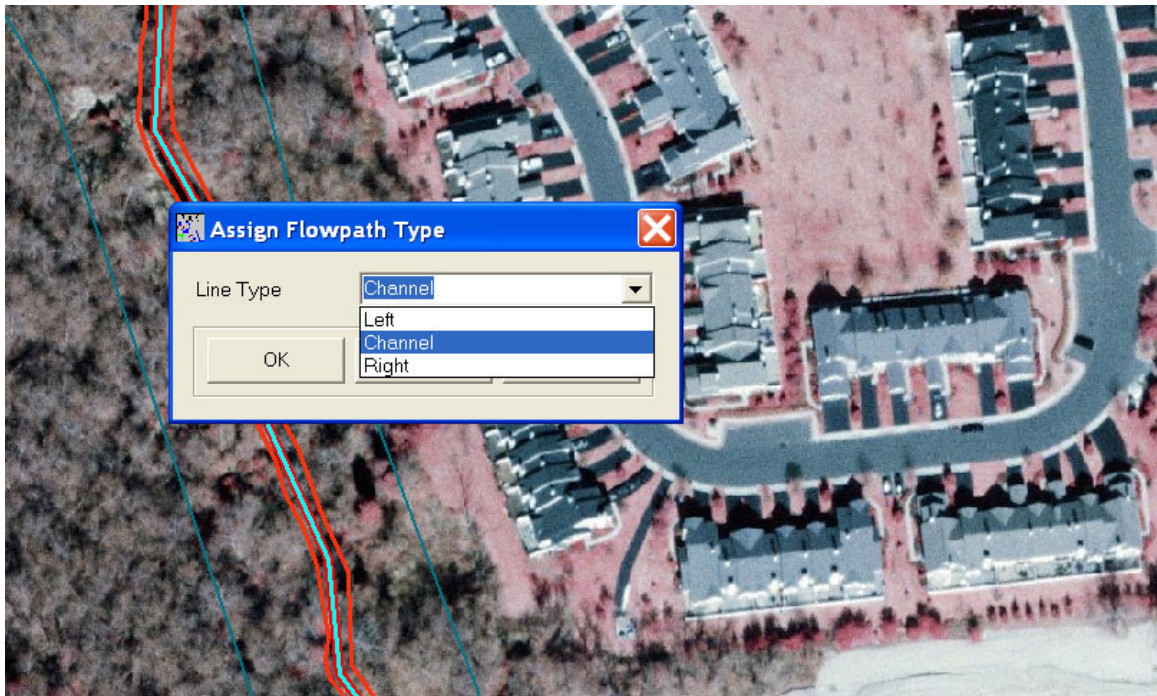 Assign Flowpath Type
Line Type
Channel
Left
Channel
Right
OK